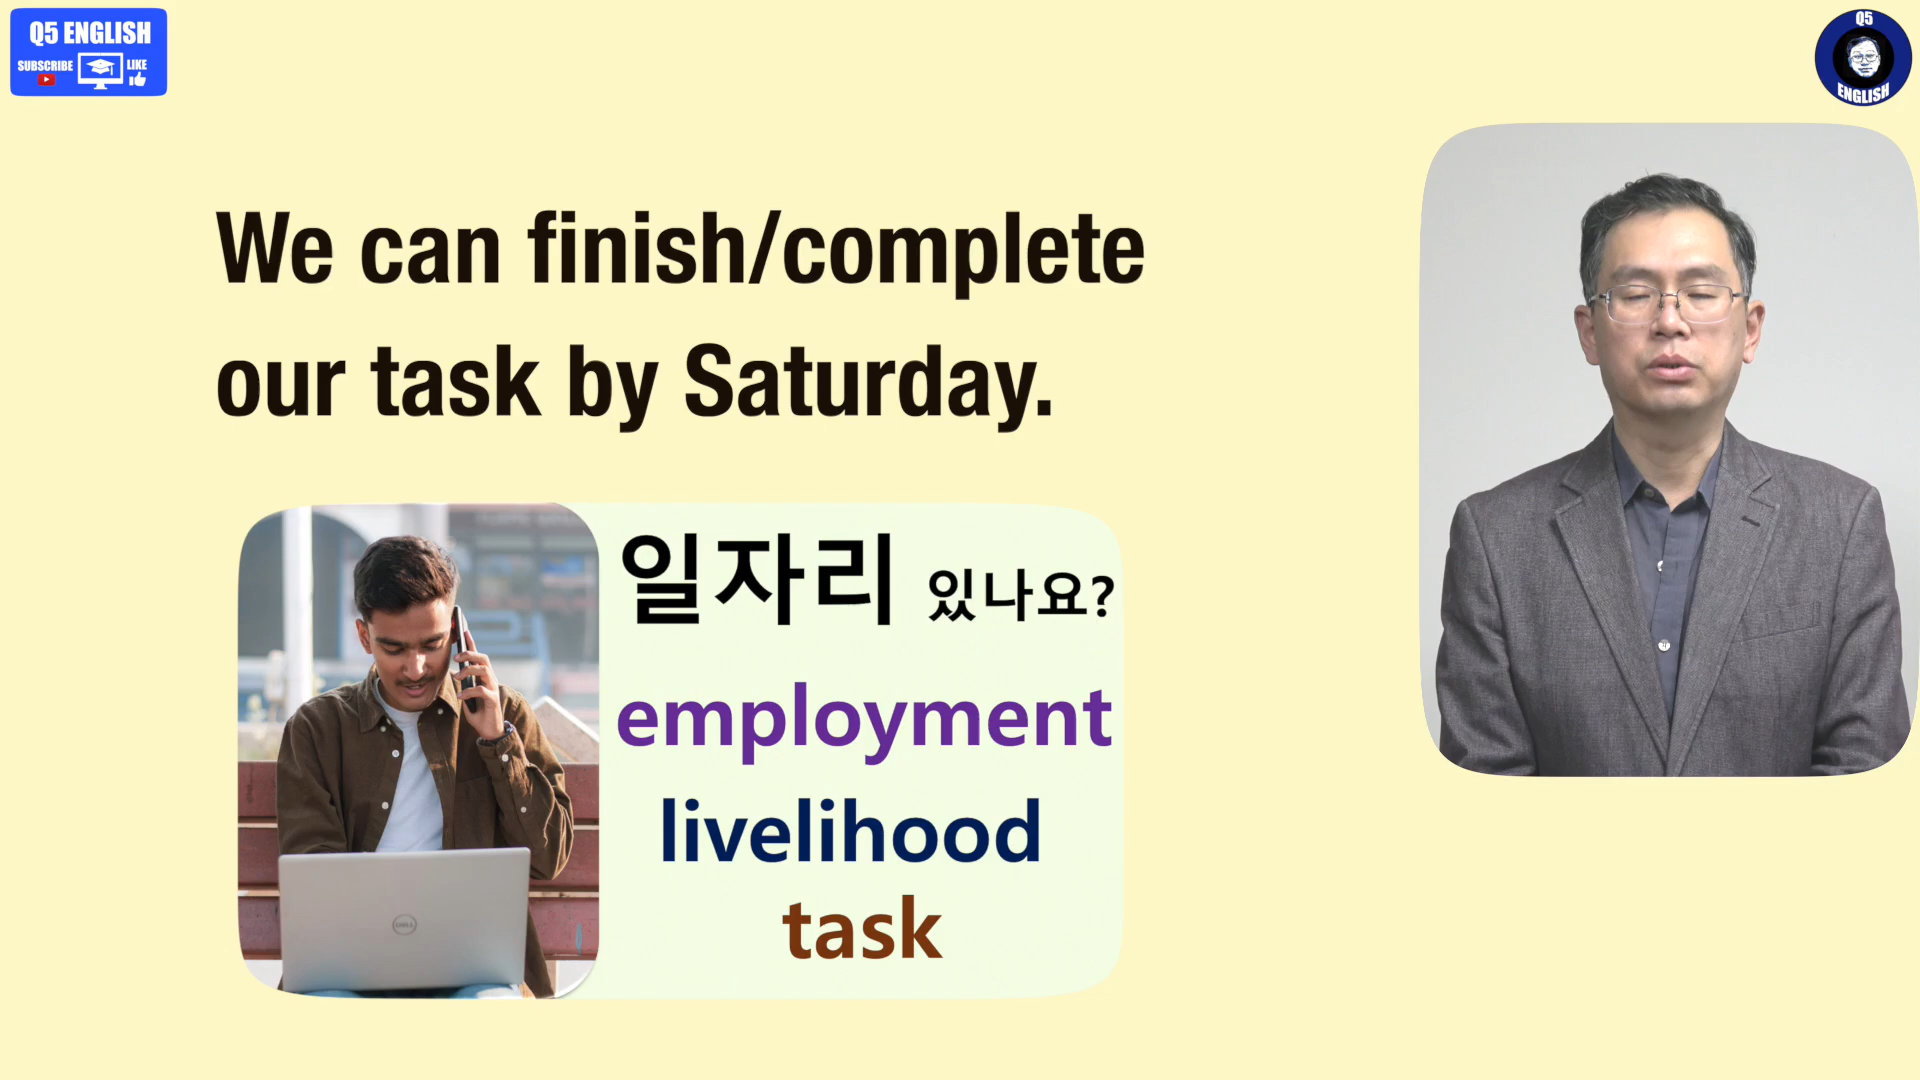 Q5 ENGLISH
SUBSCRIBE LIKE
Q5
ENGLISH
We can finish/complete
our task by Saturday.
일자리 있나요?
employment
livelihood
task
DELL